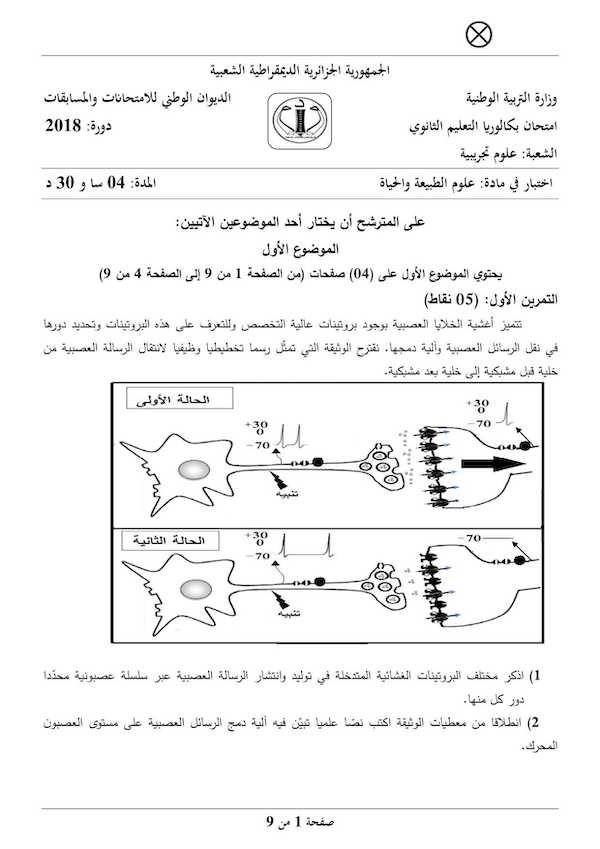 الجمهورية الجزائرية الديمقراطية الشعبية
وزارة التربية الوطنية
الديوان الوطني للامتحانات والمسابقات
امتحان بكالوريا التعليم الثانوي
دورة: 2018
الشعبة: علوم تجريبية
اختبار في مادة: علوم الطبيعة والحياة
المدة: 04 سا و 30 د
على المترشح أن يختار أحد الموضوعين الآتيين:
الموضوع الأول
يحتوي الموضوع الأول على (04) صفحات (من الصفحة 1 من 9 إلى الصفحة 4 من 9)
التمرين الأول: (05 نقاط)
تتميز أغشية الخلايا العصبية بوجود بروتينات عالية التخصص وللتعرف على هذه البروتينات وتحديد دورها
في نقل الرسائل العصبية وآلية دمجها. نقترح الوثيقة التي تمثّل رسما تخطيطيا وظيفيا لانتقال الرسالة العصبية من
خلية قبل مشبكية إلى خلية بعد مشبكية.
الحالة الأولى
+30
0
-70
تنبيه
+30
0
-70
الحالة الثانية
+30
0
-70
تنبيه
-70
1) اذكر مختلف البروتينات الغشائية المتدخلة في توليد وانتشار الرسالة العصبية عبر سلسلة عصبونية محدّدا
دور كل منها.
2) انطلاقا من معطيات الوثيقة اكتب نصّا علميا تبيّن فيه آلية دمج الرسائل العصبية على مستوى العصبون
المحرك.
صفحة 1 من 9